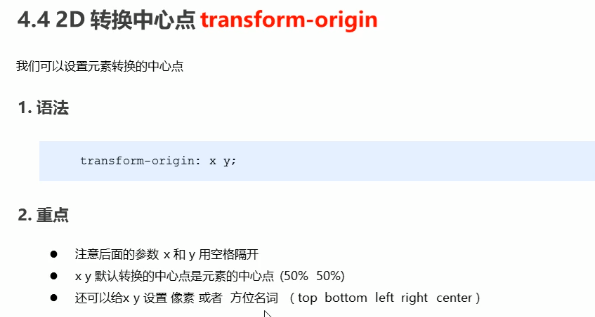 4.4 2D 转换中心点 transform-origin
我们可以设置元素转换的中心点
1. 语法
transform-origin: x y;
2. 重点
● 注意后面的参数 x 和 y 用空格隔开
● x y 默认转换的中心点是元素的中心点 (50% 50%)
● 还可以给x y 设置 像素 或者 方位名词 ( top bottom left right center )